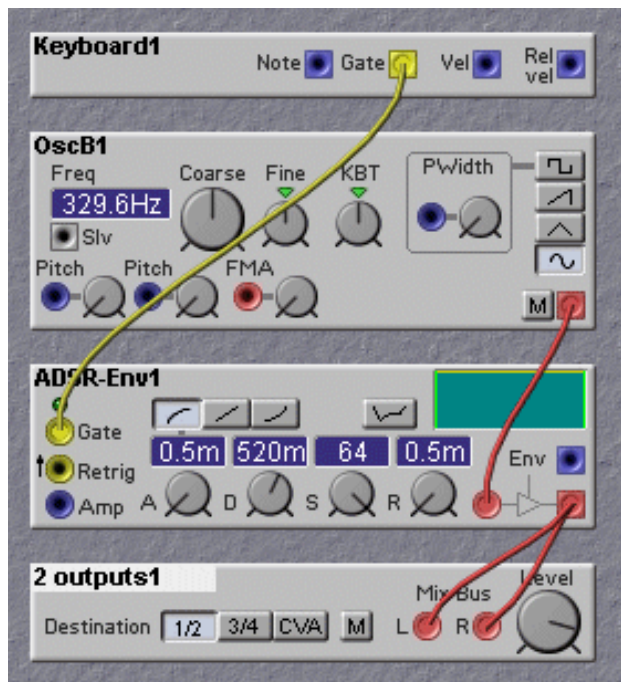 Keyboard1
Note Gate Vel Rel vel
OscB1
Freq Coarse Fine KBT PWidth
329.6Hz
Slv
Pitch Pitch FMA
M
ADSR-Env1
Gate
0.5m 520m 64 0.5m Env
Retrig
Amp A D S R
2 outputs1
Mix Bus Level
Destination 1/2 3/4 CVA M L R